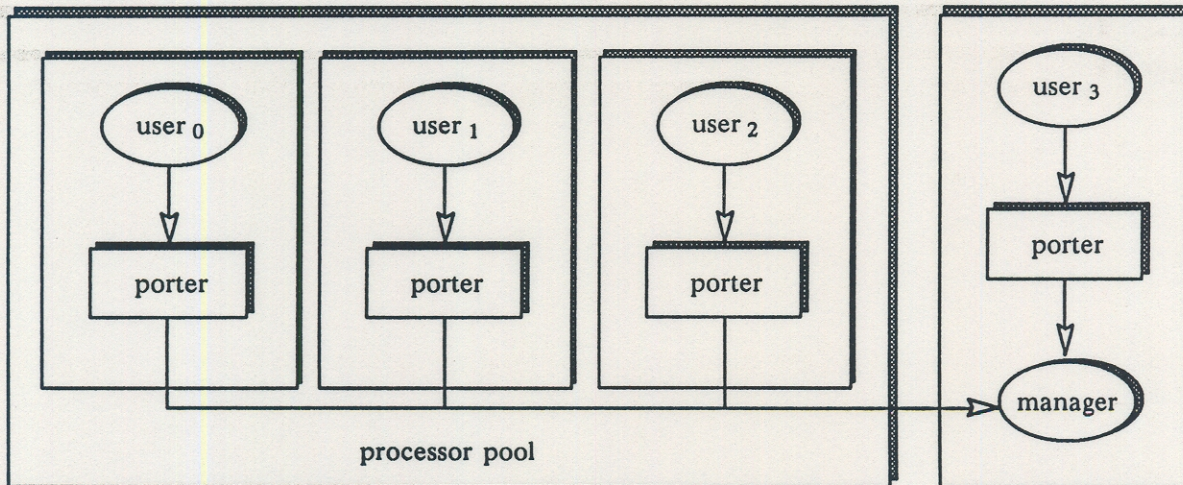 user 0
user 1
user 2
user 3
porter
porter
porter
porter
manager
processor pool